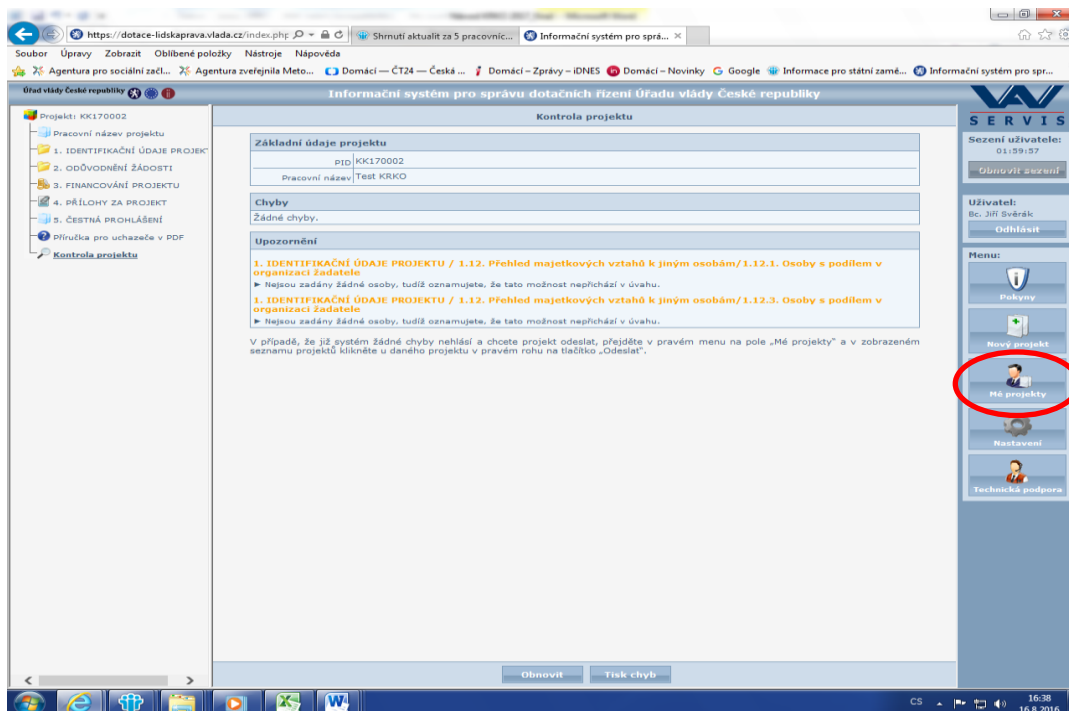 https://dotace-lidskaprava.vlada.cz/index.php
Shrnutí aktualit za 5 pracovníc...
Informační systém pro sprá...
Soubor Úpravy Zobrazit Oblíbené položky Nástroje Nápověda
Agentura pro sociální začl... Agentura zveřejnila Meto... Domácí — ČT24 — Česká ... Domácí – Zprávy – iDNES Domácí – Novinky Google Informace pro státní zamě... Informační systém pro spr...
Úřad vlády České republiky
Informační systém pro správu dotačních řízení Úřadu vlády České republiky
Projekt: KK170002
Pracovní název projektu
1. IDENTIFIKAČNÍ ÚDAJE PROJEK
2. ODŮVODNĚNÍ ŽÁDOSTI
3. FINANCOVÁNÍ PROJEKTU
4. PŘÍLOHY ZA PROJEKT
5. ČESTNÁ PROHLÁŠENÍ
Příručka pro uchazeče v PDF
Kontrola projektu
Kontrola projektu
Základní údaje projektu
PID KK170002
Pracovní název Test KRKO
Chyby
Žádné chyby.
Upozornění
1. IDENTIFIKAČNÍ ÚDAJE PROJEKTU / 1.12. Přehled majetkových vztahů k jiným osobám/1.12.1. Osoby s podílem v
organizaci žadatele
► Nejsou zadány žádné osoby, tudíž oznamujete, že tato možnost nepřichází v úvahu.
1. IDENTIFIKAČNÍ ÚDAJE PROJEKTU / 1.12. Přehled majetkových vztahů k jiným osobám/1.12.3. Osoby s podílem v
organizaci žadatele
► Nejsou zadány žádné osoby, tudíž oznamujete, že tato možnost nepřichází v úvahu.
V případě, že již systém žádné chyby nehlásí a chcete projekt odeslat, přejděte v pravém menu na pole „Mé projekty" a v zobrazeném
seznamu projektů klikněte u daného projektu v pravém rohu na tlačítko „Odeslat".
Obnovit Tisk chyb
SERVIS
Sezení uživatele:
01:59:57
Obnovit sezení
Uživatel:
Bc. Jiří Svěrák
Odhlásit
Menu:
Pokyny
Nový projekt
Mé projekty
Nastavení
Technická podpora
CS
16:38
16.8.2016